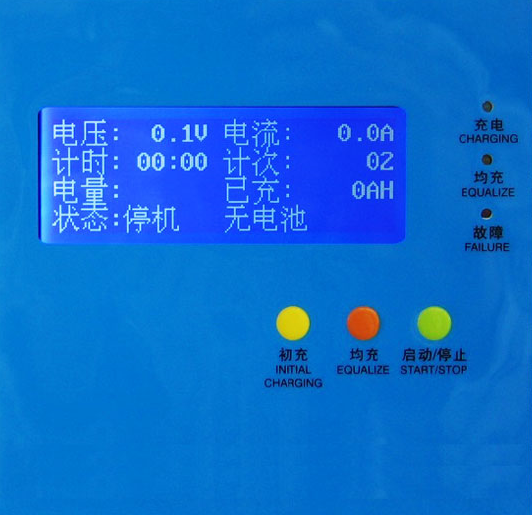 电压: 0.1V 电流: 0.0A
计时: 00:00 计次: 02
电量: 已充: 0AH
状态:停机 无电池
充电
CHARGING
均充
EQUALIZE
故障
FAILURE
初充
INITIAL
CHARGING
均充
EQUALIZE
启动/停止
START/STOP